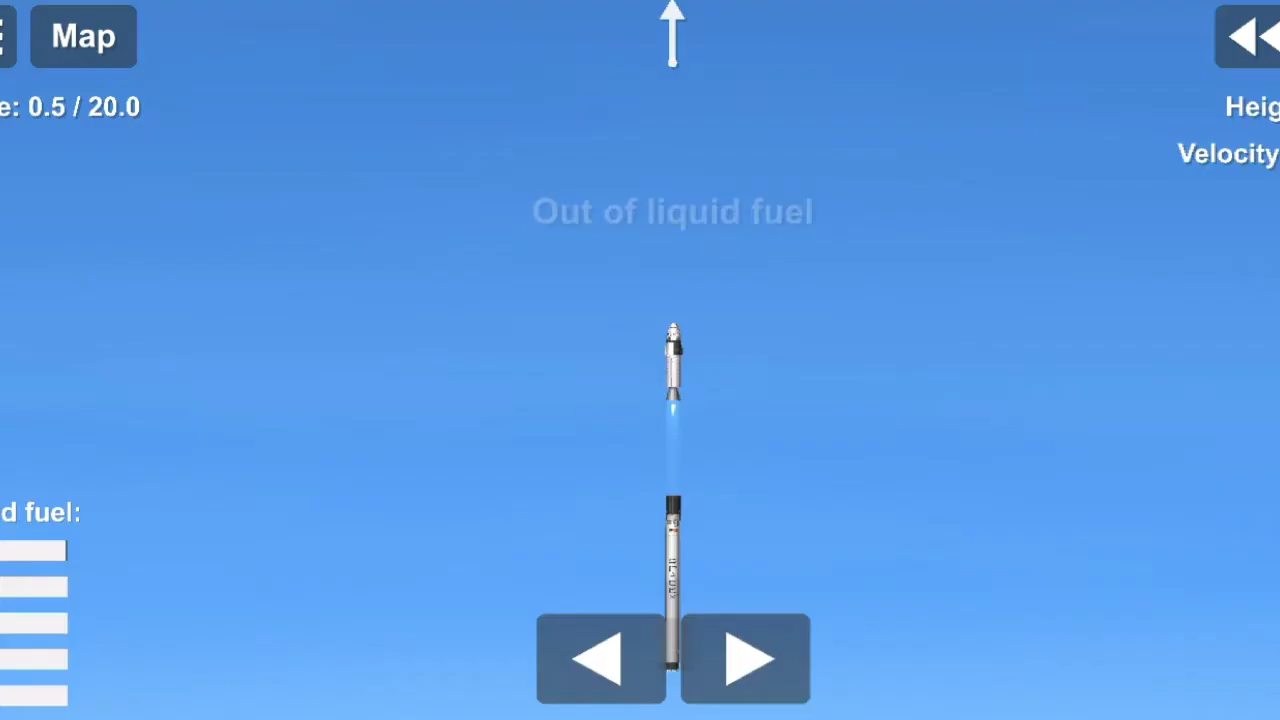 Map
e: 0.5 / 20.0
Heig
Velocity
Out of liquid fuel
d fuel: